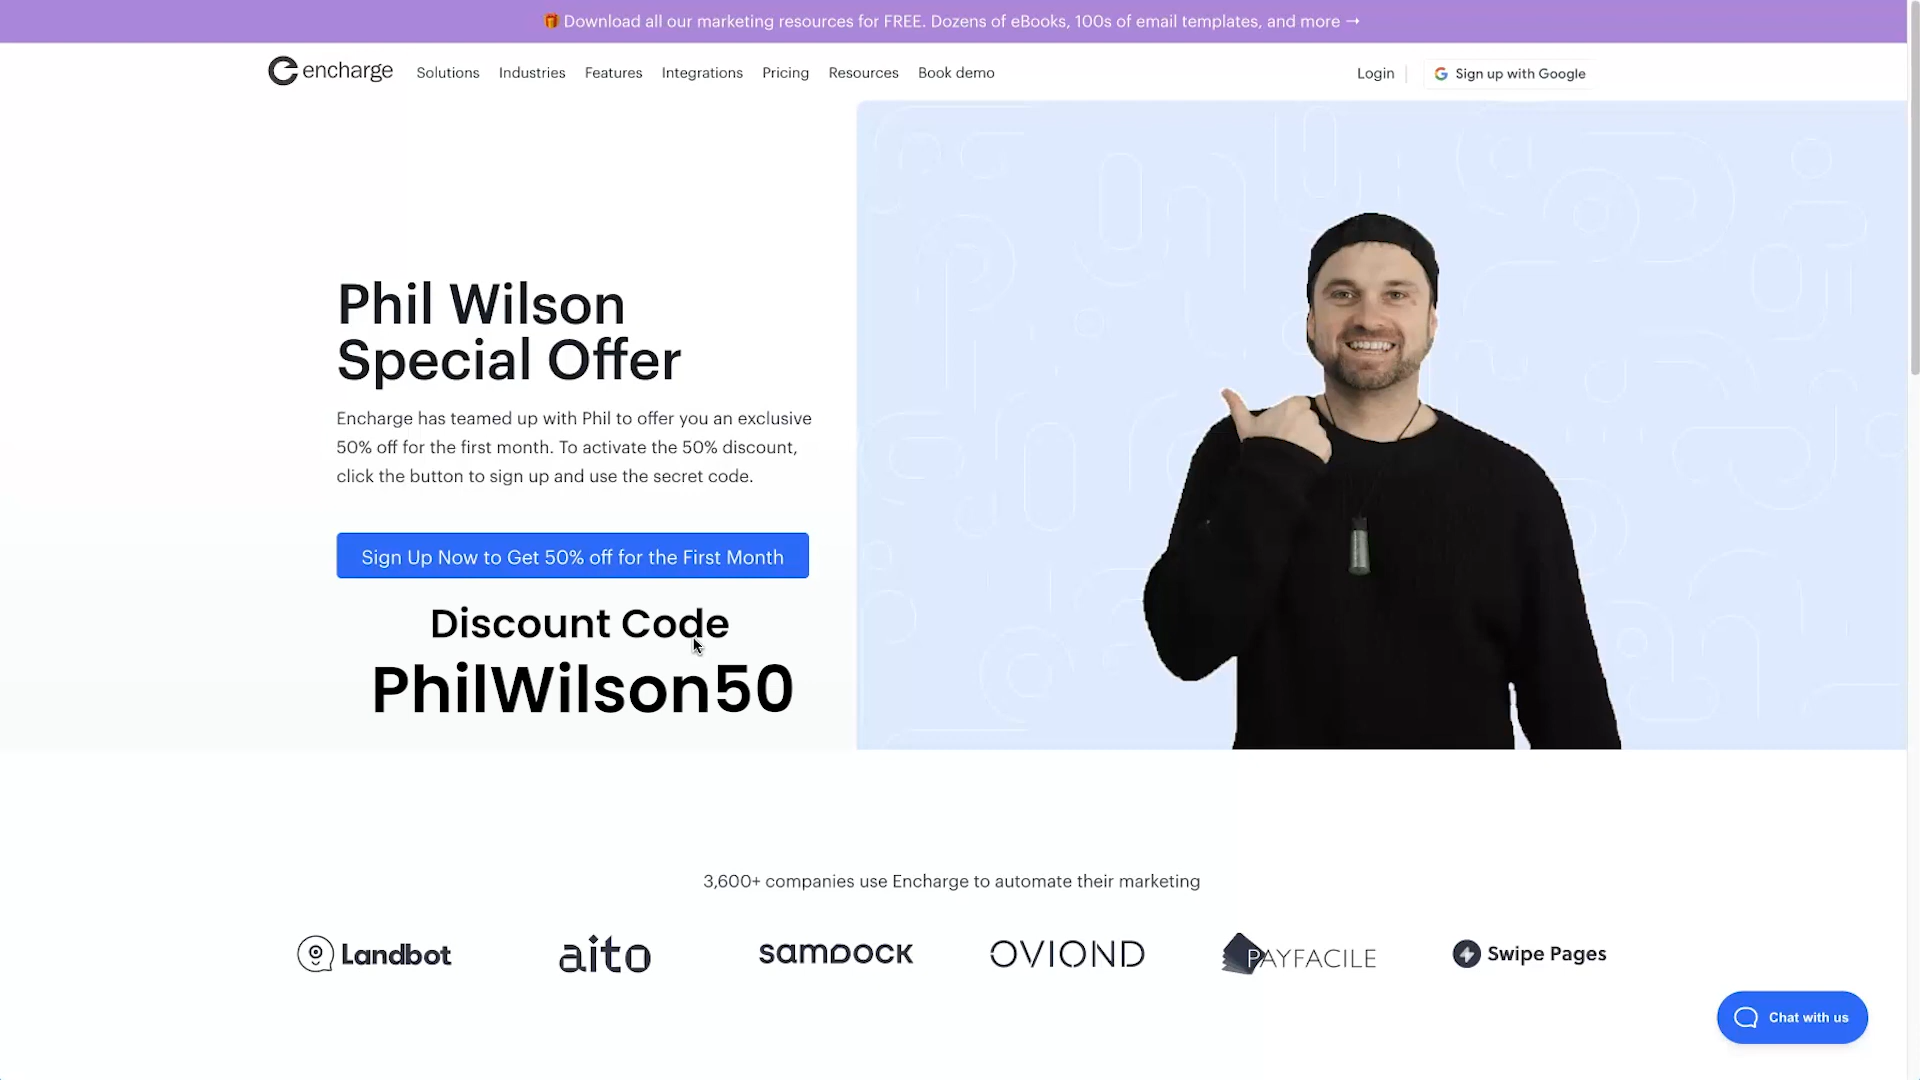 🎁 Download all our marketing resources for FREE. Dozens of eBooks, 100s of email templates, and more →
encharge
Solutions
Industries
Features
Integrations
Pricing
Resources
Book demo
Login
Sign up with Google
Phil Wilson
Special Offer
Encharge has teamed up with Phil to offer you an exclusive
50% off for the first month. To activate the 50% discount,
click the button to sign up and use the secret code.
Sign Up Now to Get 50% off for the First Month
Discount Code
PhilWilson50
3,600+ companies use Encharge to automate their marketing
Landbot
aito
samdock
OVIOND
PAYFACILE
Swipe Pages
Chat with us